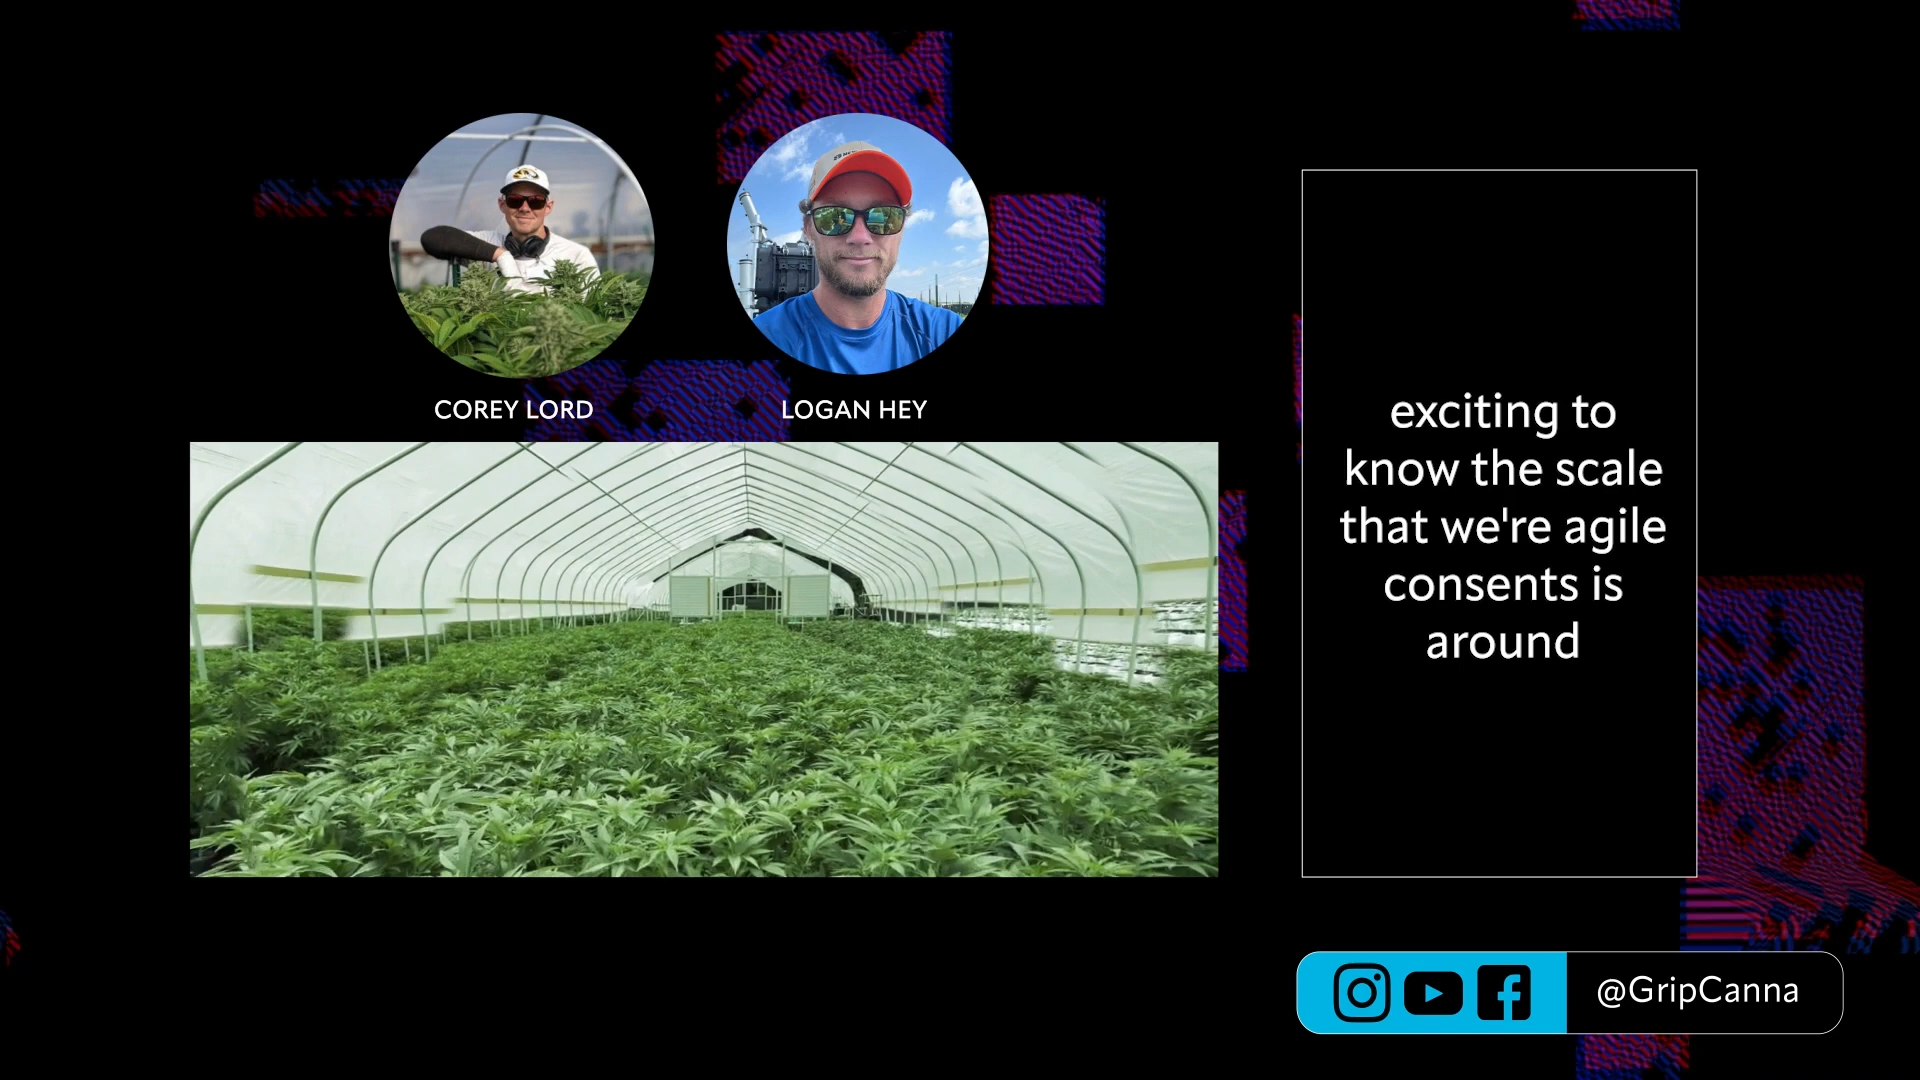 COREY LORD
LOGAN HEY
exciting to
know the scale
that we're agile
consents is
around
@GripCanna